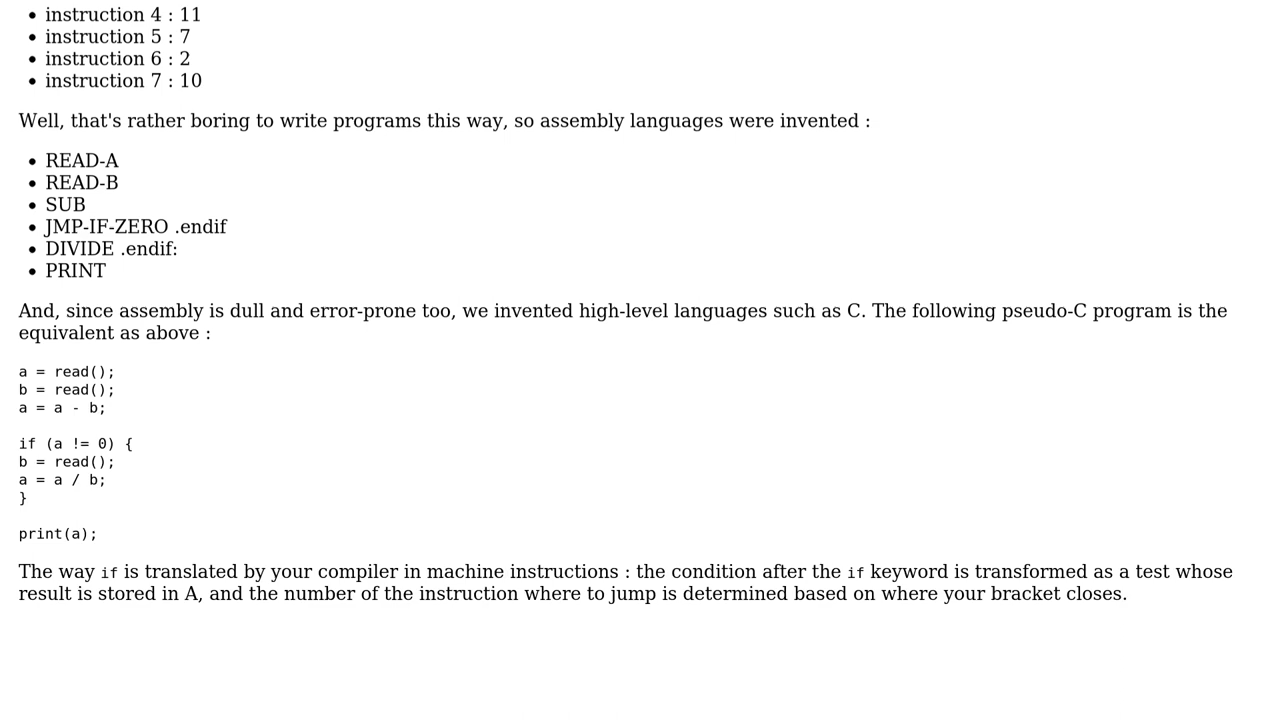 instruction 4 : 11
instruction 5 : 7
instruction 6 : 2
instruction 7 : 10
Well, that's rather boring to write programs this way, so assembly languages were invented :
READ-A
READ-B
SUB
JMP-IF-ZERO .endif
DIVIDE .endif:
PRINT
And, since assembly is dull and error-prone too, we invented high-level languages such as C. The following pseudo-C program is the
equivalent as above :
a = read();
b = read();
a = a - b;
if (a != 0) {
b = read();
a = a / b;
}
print(a);
The way if is translated by your compiler in machine instructions : the condition after the if keyword is transformed as a test whose
result is stored in A, and the number of the instruction where to jump is determined based on where your bracket closes.